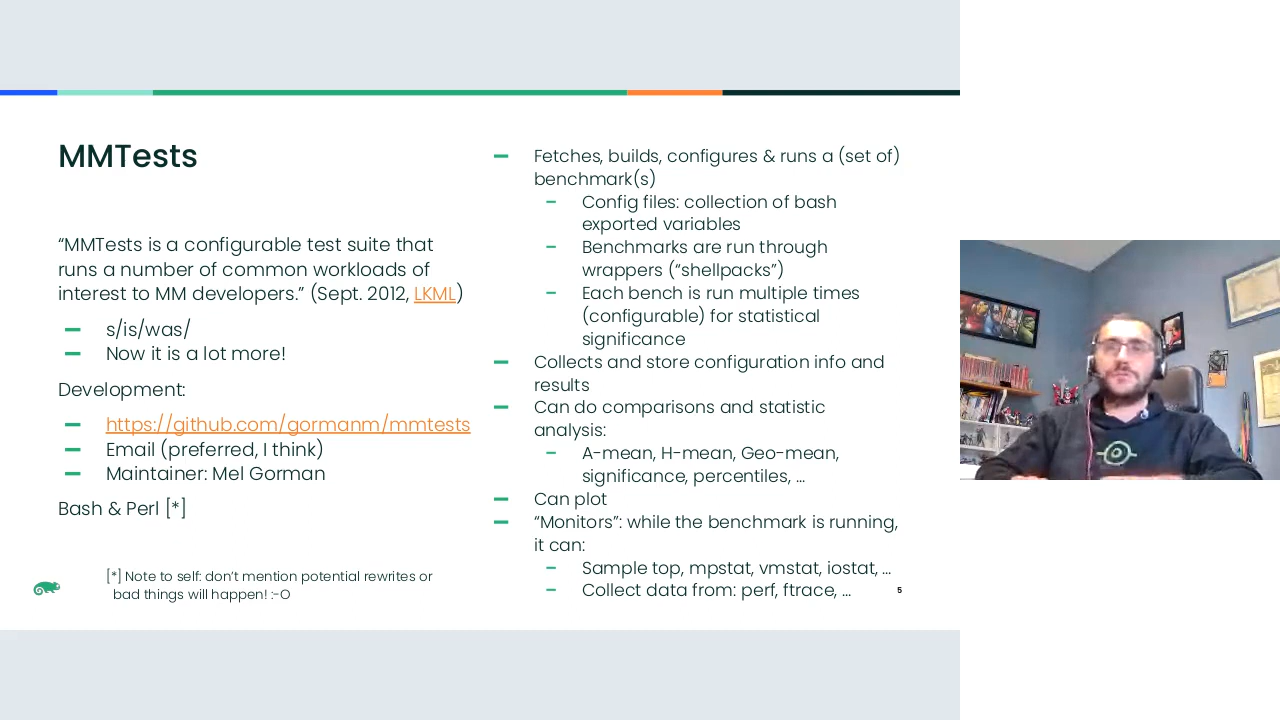 MMTests
“MMTests is a configurable test suite that
runs a number of common workloads of
interest to MM developers.” (Sept. 2012, LKML)
s/is/was/
Now it is a lot more!
Development:
https://github.com/gormanm/mmtests
Email (preferred, I think)
Maintainer: Mel Gorman
Bash & Perl [*]
[*] Note to self: don’t mention potential rewrites or
bad things will happen! :-O
Fetches, builds, configures & runs a (set of)
benchmark(s)
Config files: collection of bash
exported variables
Benchmarks are run through
wrappers (“shellpacks”)
Each bench is run multiple times
(configurable) for statistical
significance
Collects and store configuration info and
results
Can do comparisons and statistic
analysis:
A-mean, H-mean, Geo-mean,
significance, percentiles, …
Can plot
“Monitors”: while the benchmark is running,
it can:
Sample top, mpstat, vmstat, iostat, …
Collect data from: perf, ftrace, …
5